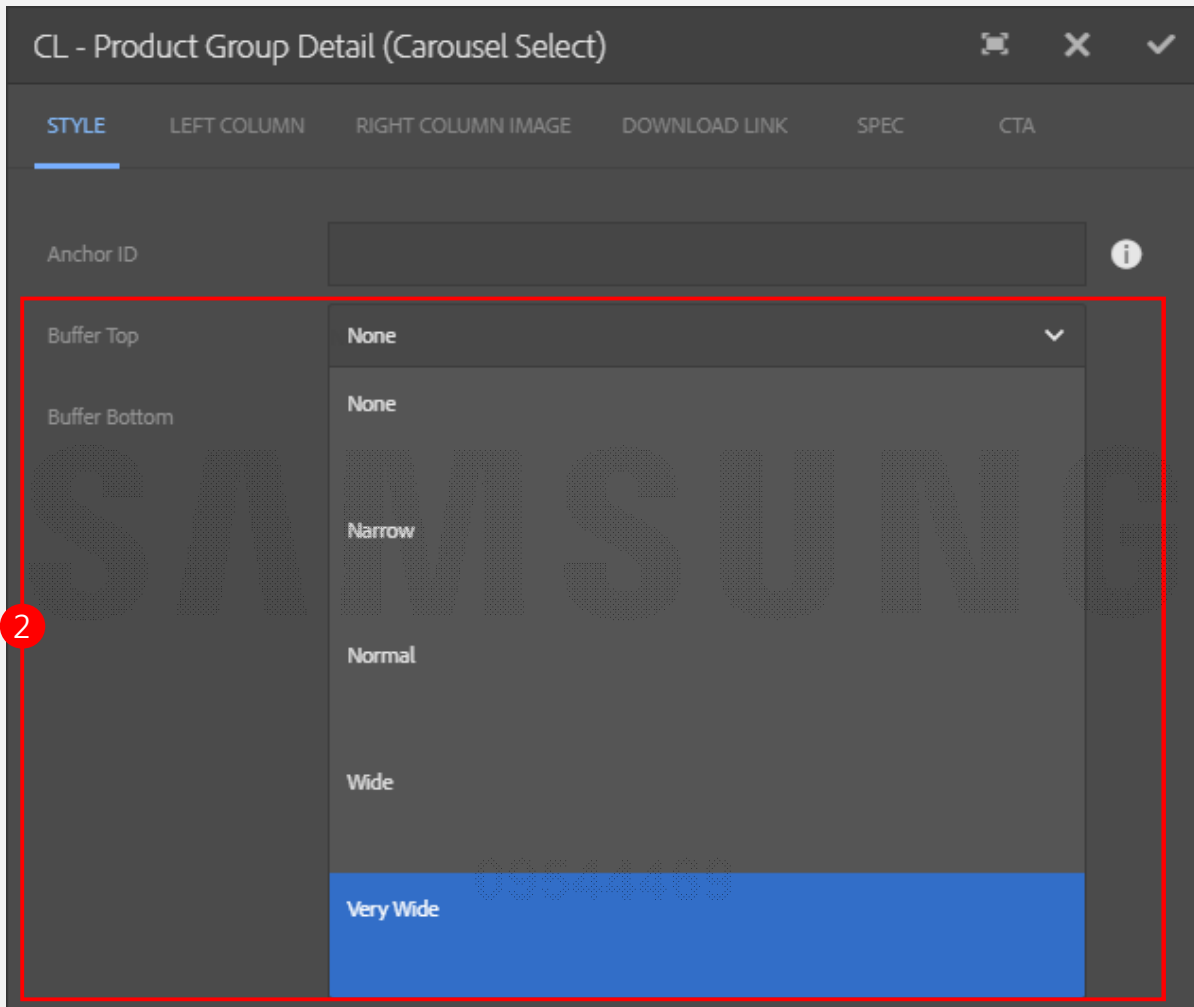 CL - Product Group Detail (Carousel Select)
STYLE LEFT COLUMN RIGHT COLUMN IMAGE DOWNLOAD LINK SPEC CTA
Anchor ID
Buffer Top None
None
Buffer Bottom
SAMSUNG
Narrow
2
Normal
Wide
09544469
Very Wide